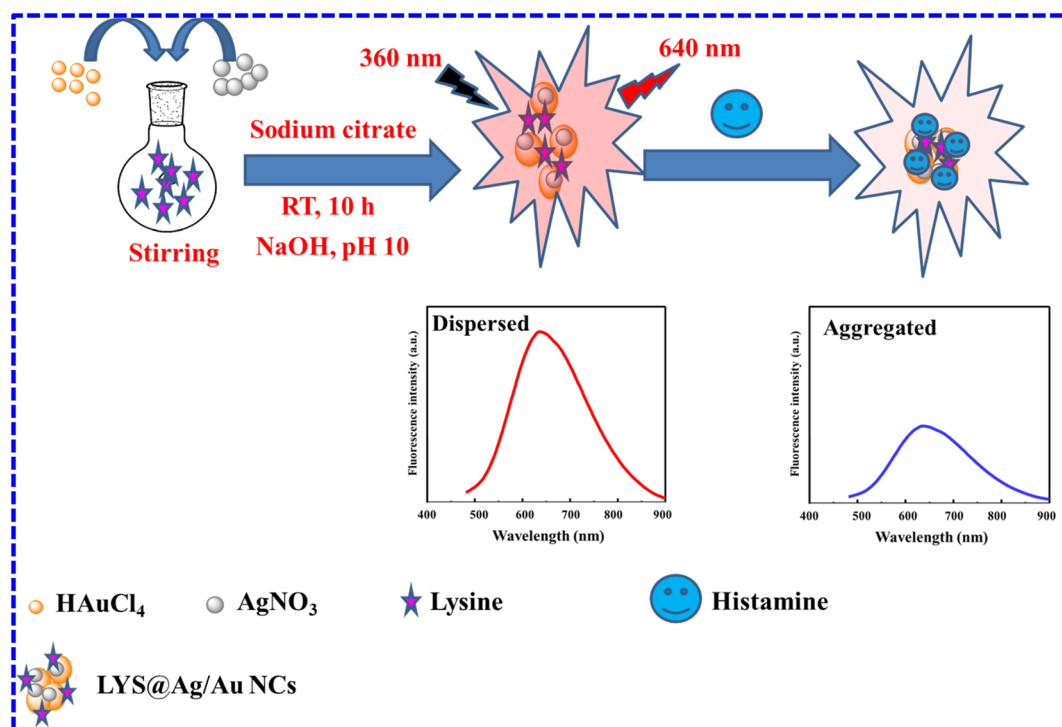 360 nm
640 nm
Sodium citrate
RT, 10 h
NaOH, pH 10
Stirring
Dispersed
Fluorescence intensity (a.u.)
400 500 600 700 800 900
Wavelength (nm)
Aggregated
Fluorescence intensity (a.u.)
400 500 600 700 800 900
Wavelength (nm)
HAuCl₄
AgNO₃
Lysine
Histamine
LYS@Ag/Au NCs